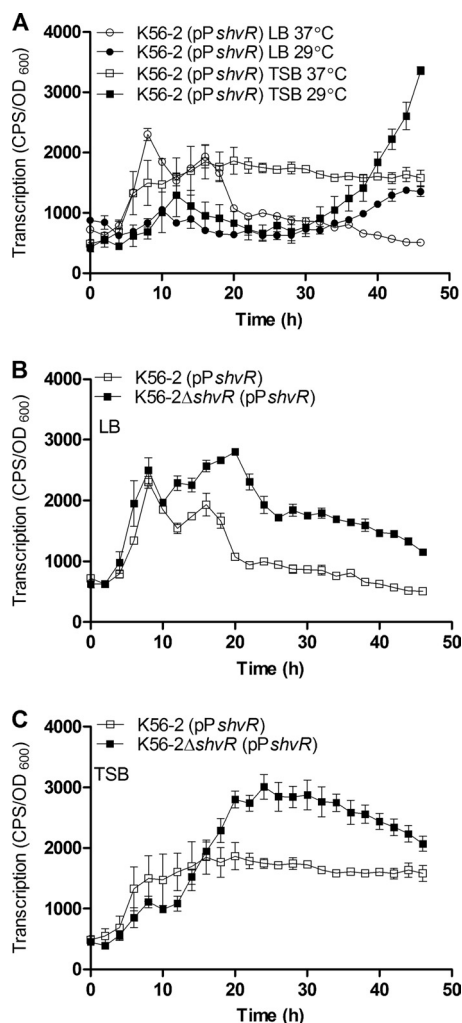 A
K56-2 (pPshvR) LB 37°C
K56-2 (pPshvR) LB 29°C
K56-2 (pPshvR) TSB 37°C
K56-2 (pPshvR) TSB 29°C
Transcription (CPS/OD 600)
4000
3000
2000
1000
0
0 10 20 30 40 50
Time (h)
B
K56-2 (pPshvR)
K56-2ΔshvR (pPshvR)
LB
Transcription (CPS/OD 600)
4000
3000
2000
1000
0
0 10 20 30 40 50
Time (h)
C
K56-2 (pPshvR)
K56-2ΔshvR (pPshvR)
TSB
Transcription (CPS/OD 600)
4000
3000
2000
1000
0
0 10 20 30 40 50
Time (h)